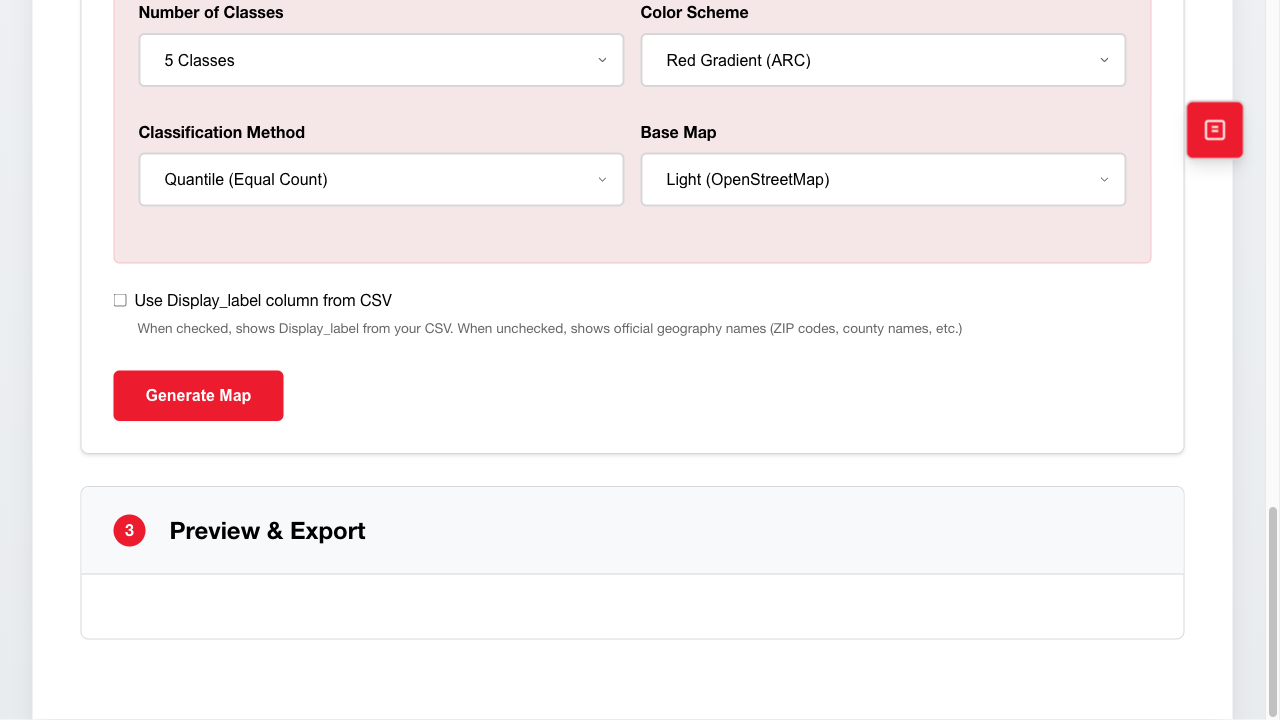 Number of Classes
Color Scheme
5 Classes
Red Gradient (ARC)
Classification Method
Base Map
Quantile (Equal Count)
Light (OpenStreetMap)
Use Display_label column from CSV
When checked, shows Display_label from your CSV. When unchecked, shows official geography names (ZIP codes, county names, etc.)
Generate Map
3
Preview & Export